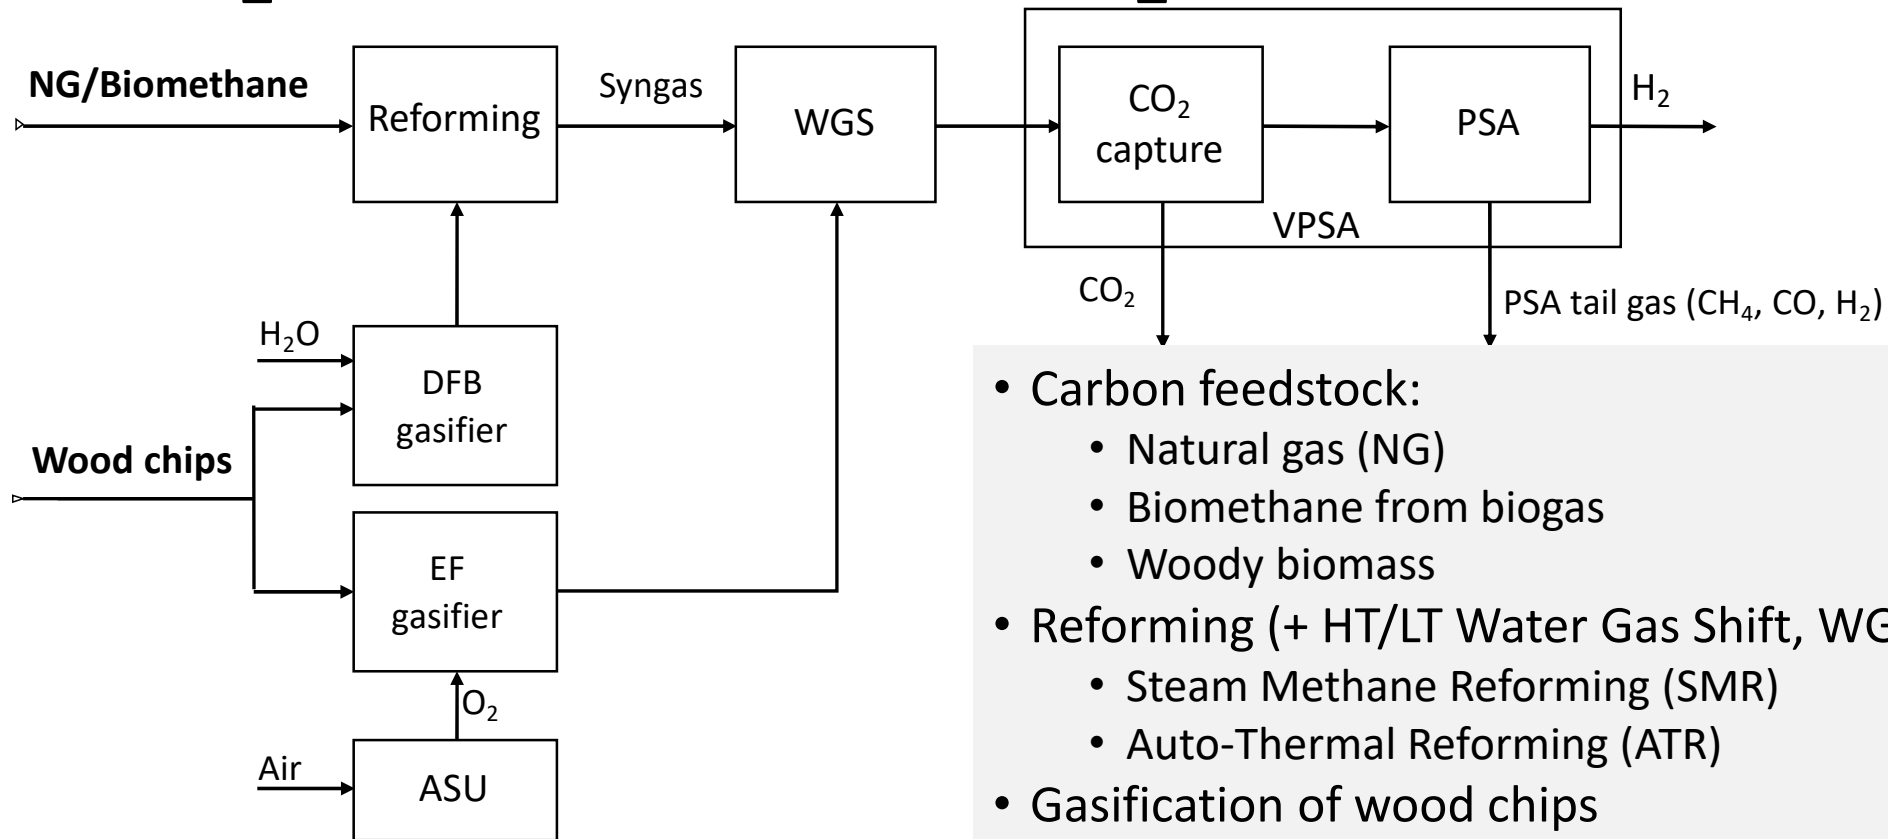 NG/Biomethane
Reforming
Syngas
WGS
CO₂
capture
PSA
H₂
VPSA
CO₂
PSA tail gas (CH₄, CO, H₂)
H₂O
DFB
gasifier
Wood chips
EF
gasifier
O₂
Air
ASU
• Carbon feedstock:
• Natural gas (NG)
• Biomethane from biogas
• Woody biomass
• Reforming (+ HT/LT Water Gas Shift, WG
• Steam Methane Reforming (SMR)
• Auto-Thermal Reforming (ATR)
• Gasification of wood chips